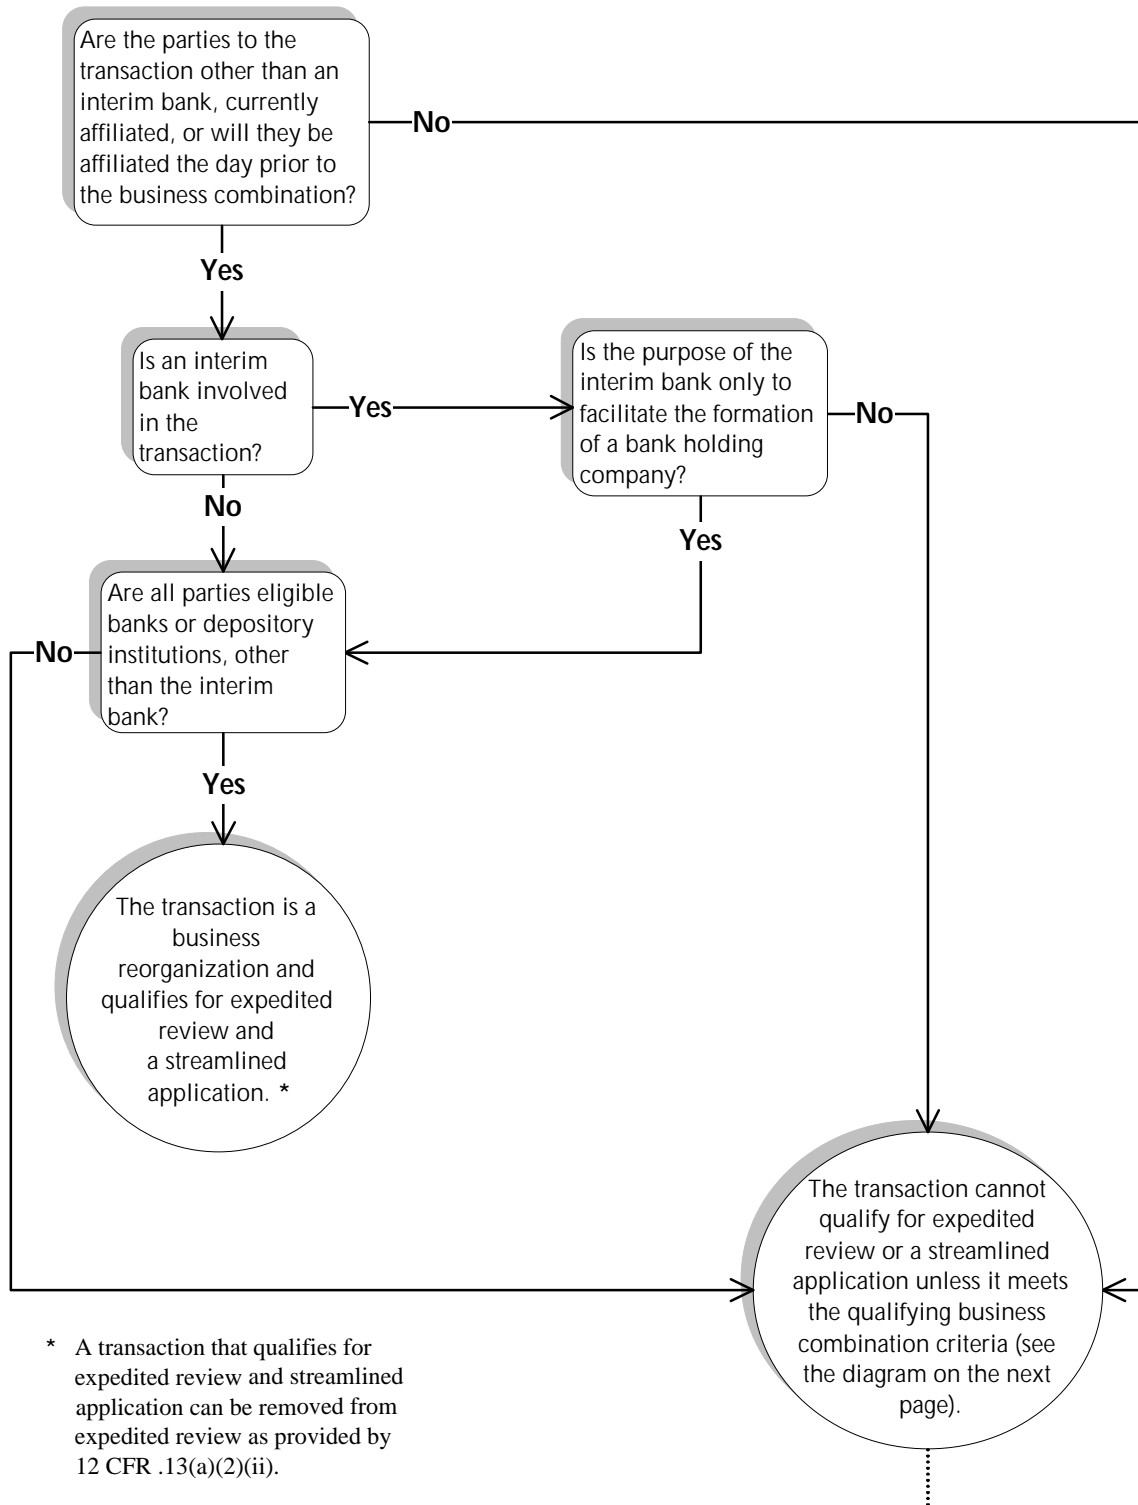 Are the parties to the
transaction other than an
interim bank, currently
affiliated, or will they be
affiliated the day prior to
the business combination?
No
Yes
Is an interim
bank involved
in the
transaction?
Yes
Is the purpose of the
interim bank only to
facilitate the formation
of a bank holding
company?
No
No
Yes
Are all parties eligible
banks or depository
institutions, other
than the interim
bank?
No
Yes
The transaction is a
business
reorganization and
qualifies for expedited
review and
a streamlined
application. *
The transaction cannot
qualify for expedited
review or a streamlined
application unless it meets
the qualifying business
combination criteria (see
the diagram on the next
page).
* A transaction that qualifies for
expedited review and streamlined
application can be removed from
expedited review as provided by
12 CFR .13(a)(2)(ii).